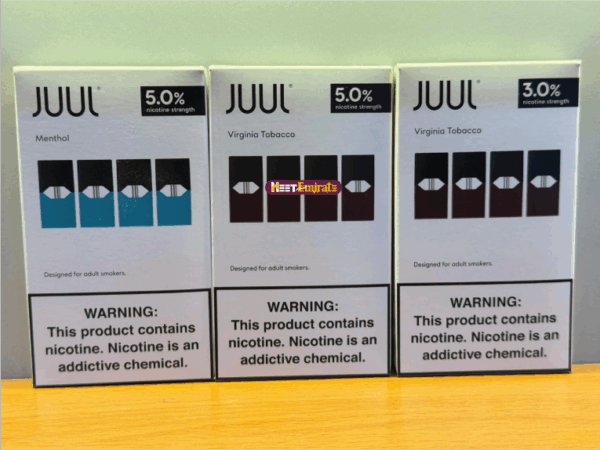 JUUL
5.0%
nicotine strength
Menthol
Designed for adult smokers.
WARNING:
This product contains
nicotine. Nicotine is an
addictive chemical.
JUUL
5.0%
nicotine strength
Virginia Tobacco
Designed for adult smokers.
WARNING:
This product contains
nicotine. Nicotine is an
addictive chemical.
JUUL
3.0%
nicotine strength
Virginia Tobacco
Designed for adult smokers.
WARNING:
This product contains
nicotine. Nicotine is an
addictive chemical.